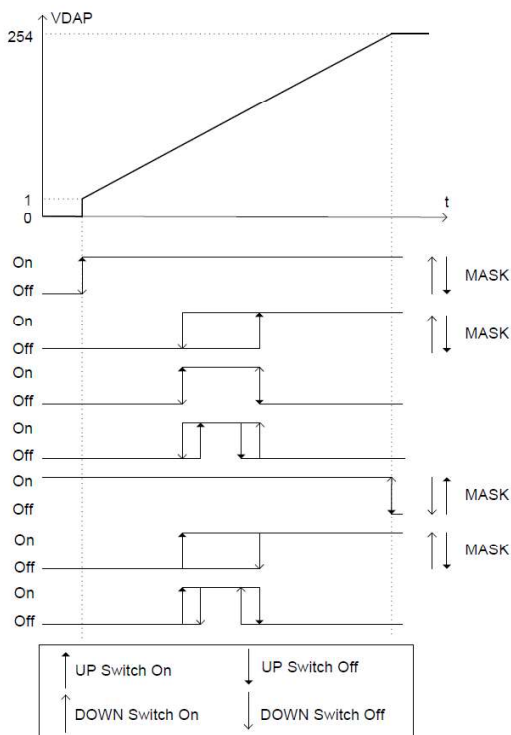 VDAP
254
1
t
0
On
MASK
Off
On
MASK
Off
On
Off
On
Off
On
MASK
Off
On
MASK
Off
On
Off
UP Switch On
UP Switch Off
DOWN Switch On
DOWN Switch Off